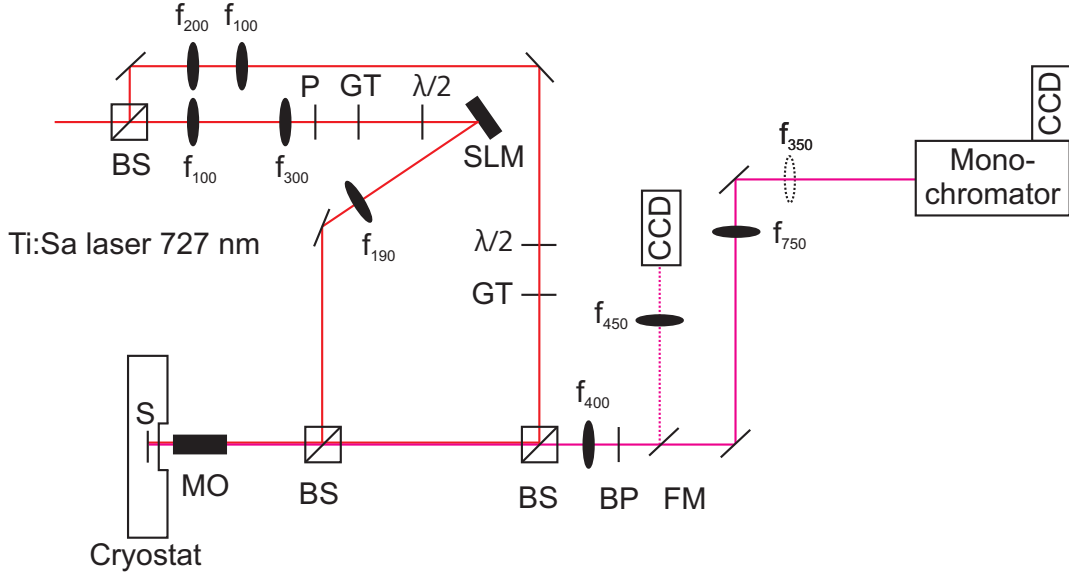 f200
f100
P
GT
λ/2
CCD
BS
f100
f300
SLM
f350
Mono-
chromator
Ti:Sa laser 727 nm
f190
λ/2
CCD
f750
GT
f450
S
f400
MO
BS
BS
BP
FM
Cryostat